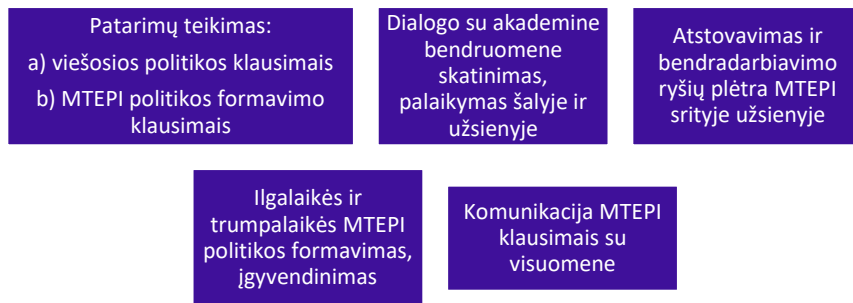 Patarimų teikimas:
a) viešosios politikos klausimais
b) MTEPI politikos formavimo
klausimais
Dialogo su akademine
bendruomene
skatinimas,
palaikymas šalyje ir
užsienyje
Atstovavimas ir
bendradarbiavimo
ryšių plėtra MTEPI
srityje užsienyje
Ilgalaikės ir
trumpalaikės MTEPI
politikos formavimas,
įgyvendinimas
Komunikacija MTEPI
klausimais su
visuomene